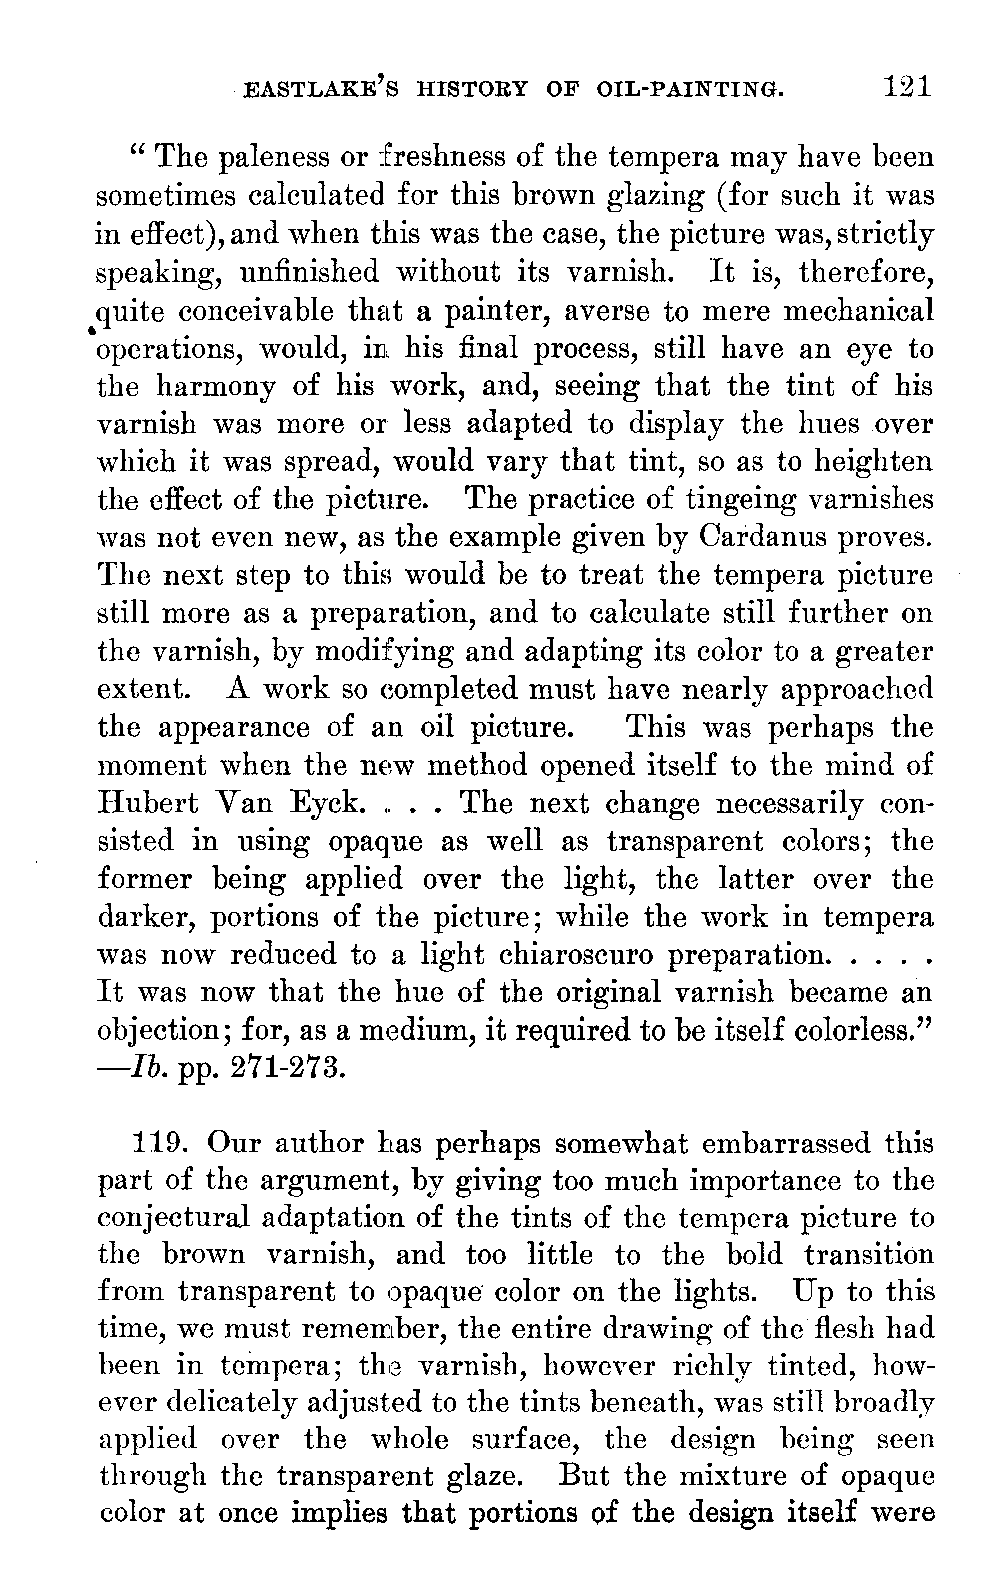 EASTLAKE'S HISTORY OF OIL-PAINTING. 121
"The paleness or freshness of the tempera may have been
sometimes calculated for this brown glazing (for such it was
in effect), and when this was the case, the picture was, strictly
speaking, unfinished without its varnish. It is, therefore,
quite conceivable that a painter, averse to mere mechanical
operations, would, in his final process, still have an eye to
the harmony of his work, and, seeing that the tint of his
varnish was more or less adapted to display the hues over
which it was spread, would vary that tint, so as to heighten
the effect of the picture. The practice of tingeing varnishes
was not even new, as the example given by Cardanus proves.
The next step to this would be to treat the tempera picture
still more as a preparation, and to calculate still further on
the varnish, by modifying and adapting its color to a greater
extent. A work so completed must have nearly approached
the appearance of an oil picture. This was perhaps the
moment when the new method opened itself to the mind of
Hubert Van Eyck. . . . The next change necessarily con-
sisted in using opaque as well as transparent colors; the
former being applied over the light, the latter over the
darker, portions of the picture; while the work in tempera
was now reduced to a light chiaroscuro preparation. . . . .
It was now that the hue of the original varnish became an
objection; for, as a medium, it required to be itself colorless."
—Ib. pp. 271-273.
119. Our author has perhaps somewhat embarrassed this
part of the argument, by giving too much importance to the
conjectural adaptation of the tints of the tempera picture to
the brown varnish, and too little to the bold transition
from transparent to opaque color on the lights. Up to this
time, we must remember, the entire drawing of the flesh had
been in tempera; the varnish, however richly tinted, how-
ever delicately adjusted to the tints beneath, was still broadly
applied over the whole surface, the design being seen
through the transparent glaze. But the mixture of opaque
color at once implies that portions of the design itself were